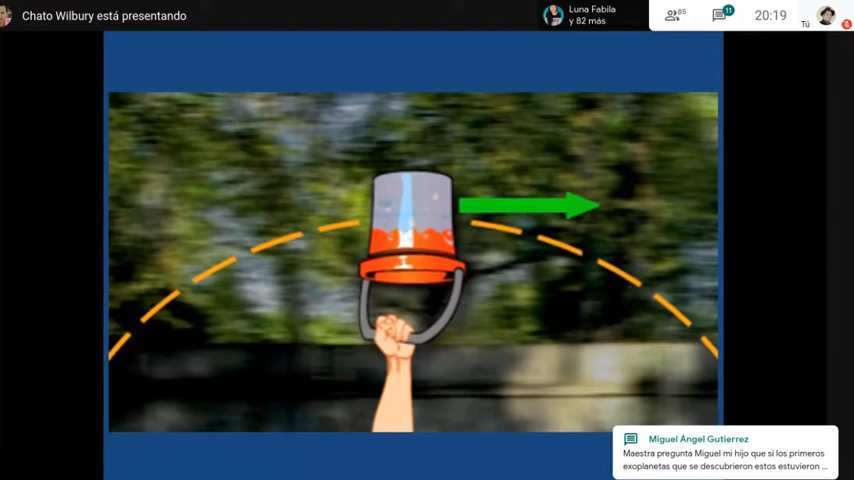 Chato Wilbury está presentando
Luna Fabila
y 82 más
85
11
20:19
Tú
Miguel Ángel Gutierrez
Maestra pregunta Miguel mi hijo que si los primeros
exoplanetas que se descubrieron estos estuvieron ...